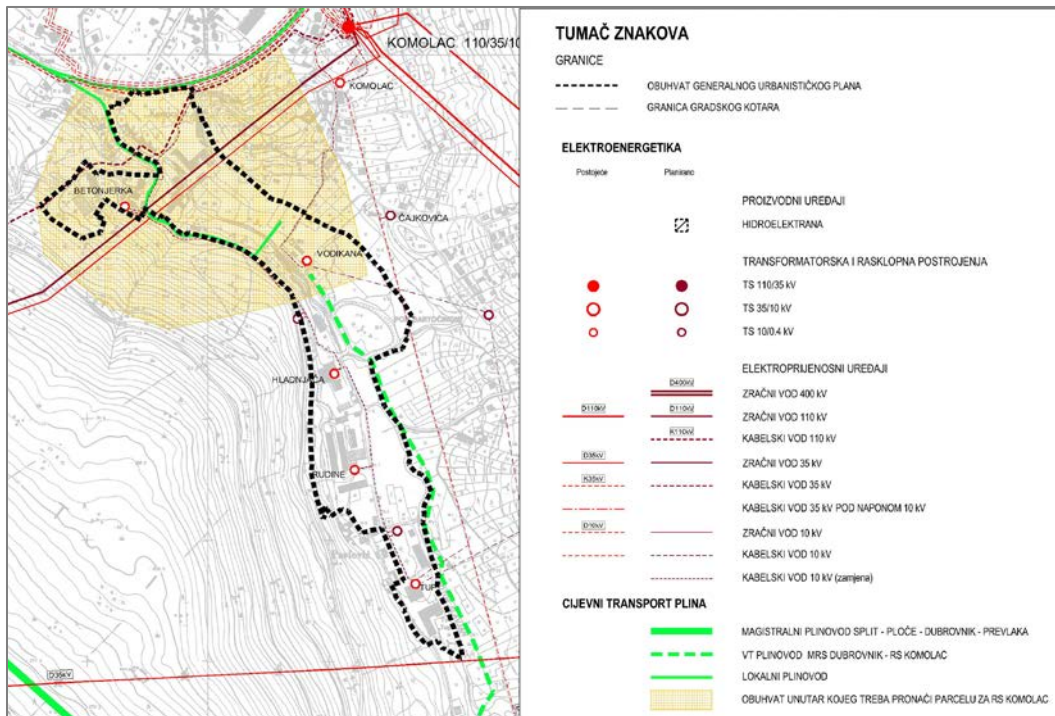 KOMOLAC 110/35/10
KOMOLAC
BETONJERKA
ČAJKOVICA
VODIKANA
HLADNJAČA
RUDINE
TUP
D35kV
TUMAČ ZNAKOVA
GRANICE
OBUHVAT GENERALNOG URBANISTIČKOG PLANA
GRANICA GRADSKOG KOTARA
ELEKTROENERGETIKA
Postojeće Planirano
PROIZVODNI UREĐAJI
HIDROELEKTRANA
TRANSFORMATORSKA I RASKLOPNA POSTROJENJA
TS 110/35 kV
TS 35/10 kV
TS 10/0.4 kV
ELEKTROPRIJENOSNI UREĐAJI
D400kV ZRAČNI VOD 400 kV
D110kV D110kV ZRAČNI VOD 110 kV
K110kV KABELSKI VOD 110 kV
D35kV ZRAČNI VOD 35 kV
K35kV KABELSKI VOD 35 kV
KABELSKI VOD 35 kV POD NAPONOM 10 kV
D10kV ZRAČNI VOD 10 kV
KABELSKI VOD 10 kV
KABELSKI VOD 10 kV (zamjena)
CIJEVNI TRANSPORT PLINA
MAGISTRALNI PLINOVOD SPLIT - PLOČE - DUBROVNIK - PREVLAKA
VT PLINOVOD MRS DUBROVNIK - RS KOMOLAC
LOKALNI PLINOVOD
OBUHVAT UNUTAR KOJEG TREBA PRONAĆI PARCELU ZA RS KOMOLAC